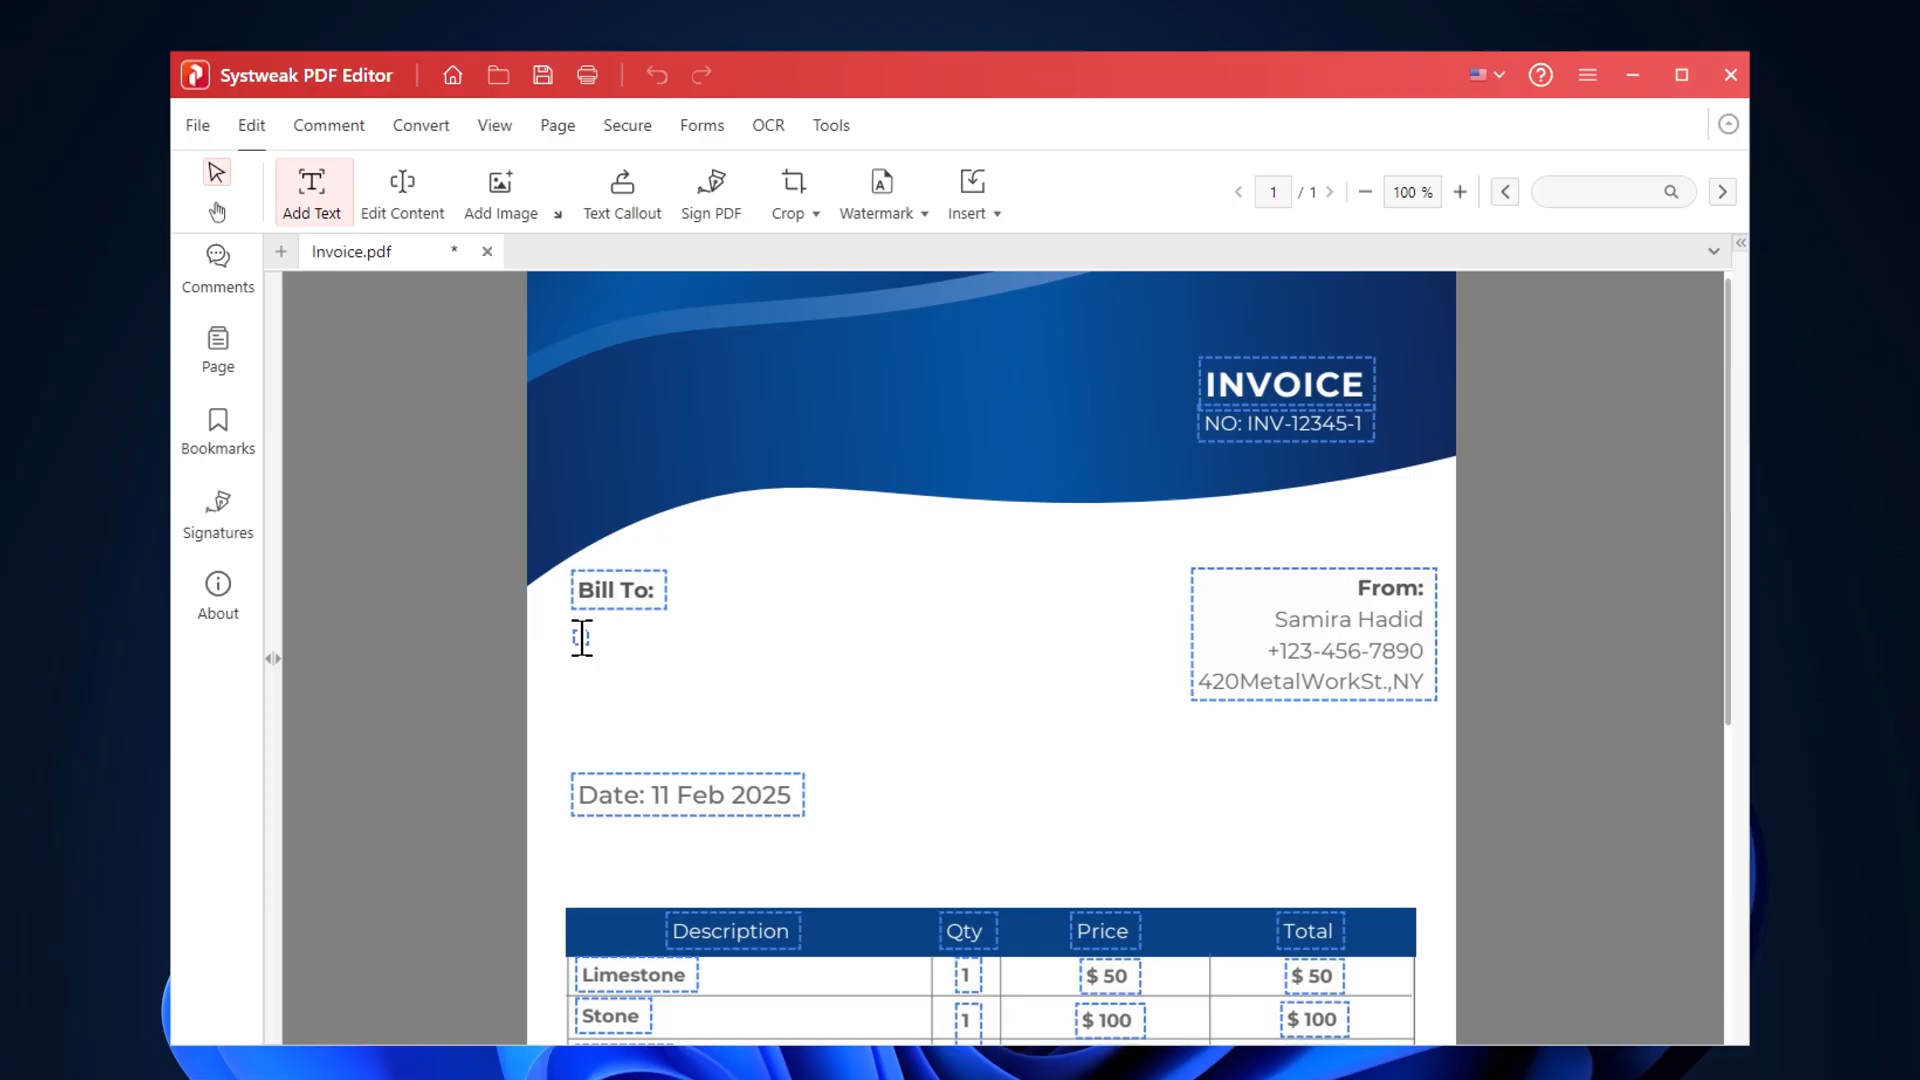 Systweak PDF Editor
File Edit Comment Convert View Page Secure Forms OCR Tools
Add Text Edit Content Add Image Text Callout Sign PDF Crop Watermark Insert
1 / 1 100 %
Invoice.pdf *
Comments
Page
Bookmarks
Signatures
About
INVOICE
NO: INV-12345-1
Bill To:
From:
Samira Hadid
+123-456-7890
420MetalWorkSt.,NY
Date: 11 Feb 2025
Description Qty Price Total
Limestone 1 $ 50 $ 50
Stone 1 $ 100 $ 100